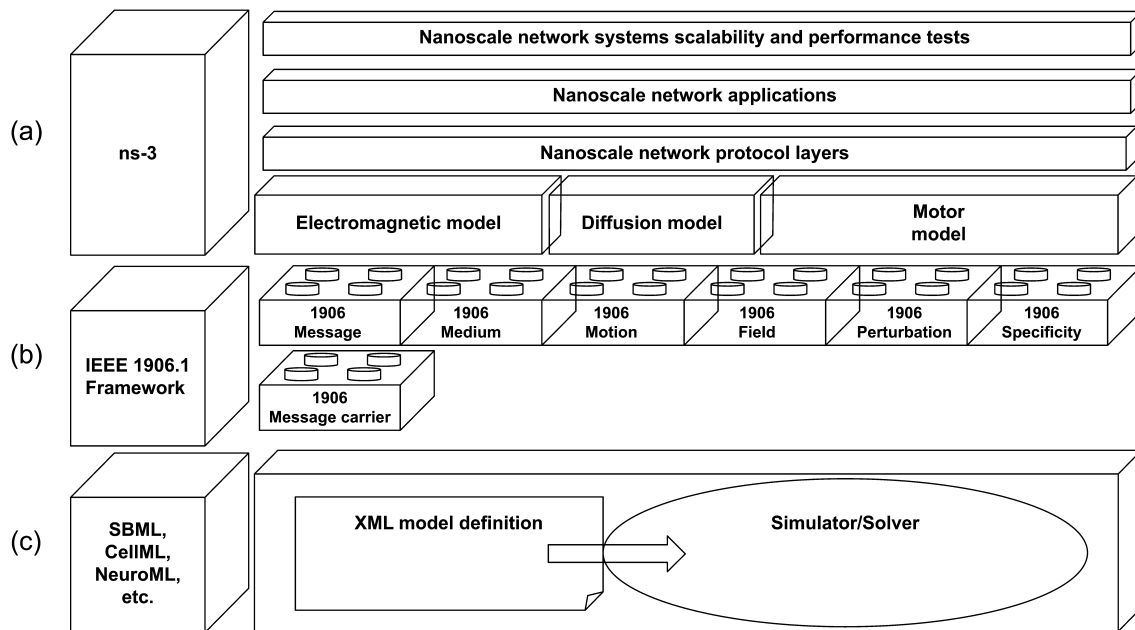 (a)
ns-3
Nanoscale network systems scalability and performance tests
Nanoscale network applications
Nanoscale network protocol layers
Electromagnetic model
Diffusion model
Motor
model
(b)
IEEE 1906.1
Framework
1906
Message
1906
Medium
1906
Motion
1906
Field
1906
Perturbation
1906
Specificity
1906
Message carrier
(c)
SBML,
CellML,
NeuroML,
etc.
XML model definition
Simulator/Solver